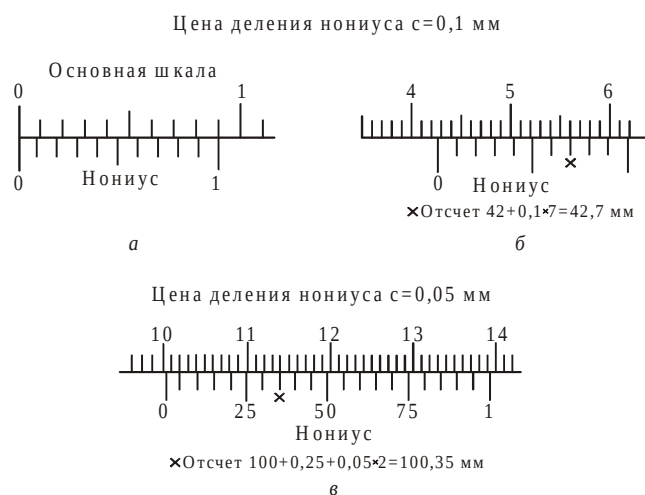 Цена деления нониуса с=0,1 мм
Основная шкала
0 1
0 Нониус 1
а
4 5 6
0 Нониус
×Отсчет 42+0,1×7=42,7 мм
б
Цена деления нониуса с=0,05 мм
10 11 12 13 14
0 25 50 75 1
Нониус
×Отсчет 100+0,25+0,05×2=100,35 мм
в